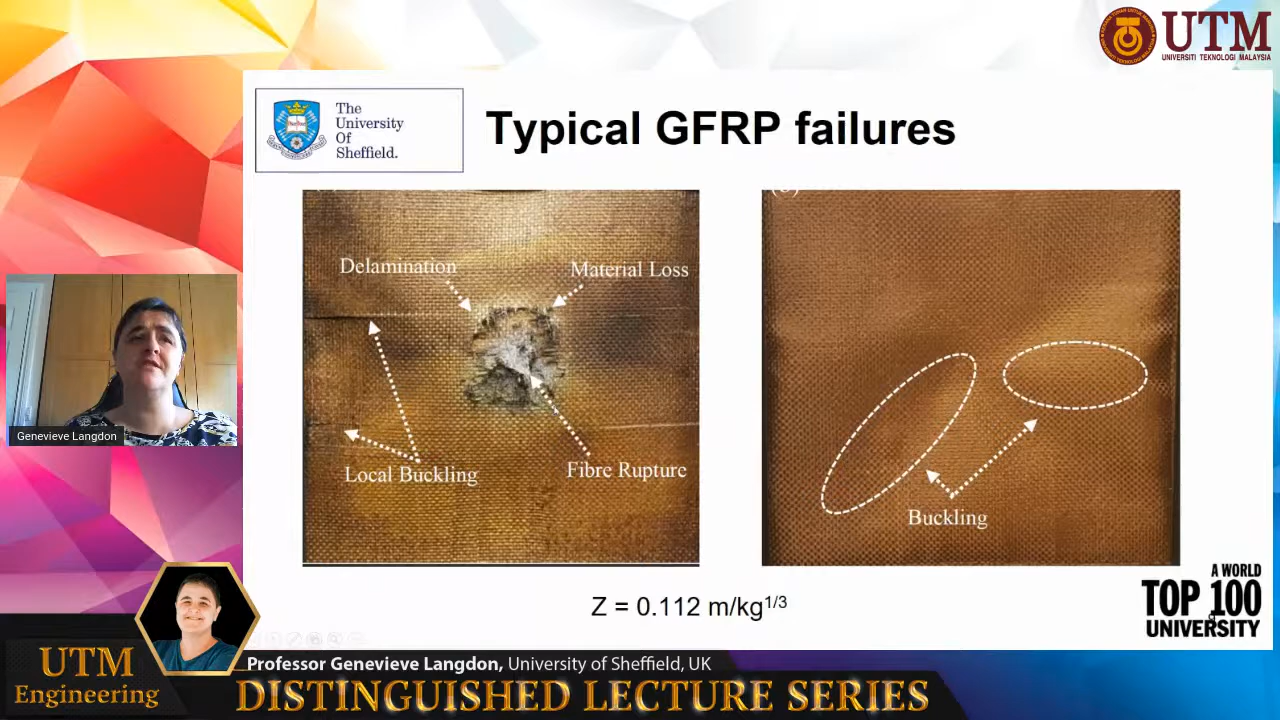 UTM
UNIVERSITI TEKNOLOGI MALAYSIA
The
University
Of
Sheffield.
Typical GFRP failures
Delamination
Material Loss
Local Buckling
Fibre Rupture
Buckling
Z = 0.112 m/kg1/3
Genevieve Langdon
A WORLD
TOP 100
UNIVERSITY
UTM
Engineering
Professor Genevieve Langdon, University of Sheffield, UK
DISTINGUISHED LECTURE SERIES